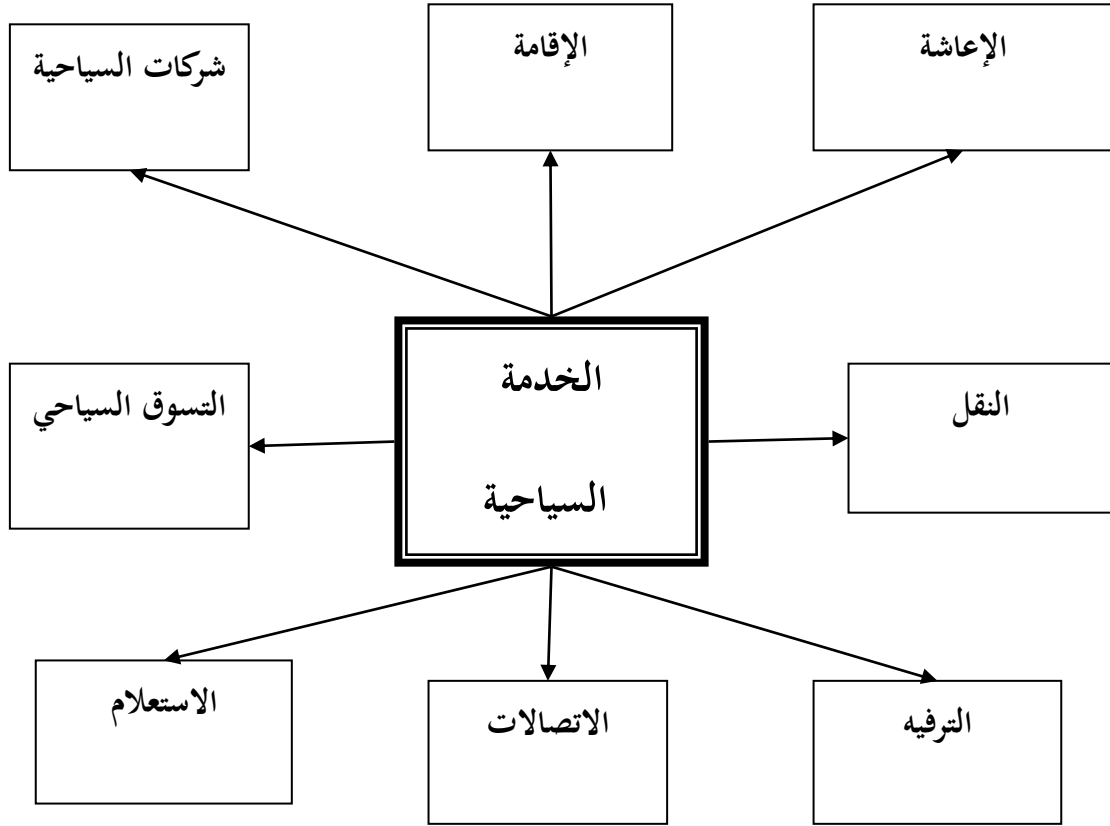 الإعاشة
الإقامة
شركات السياحية
الخدمة
السياحية
النقل
التسوق السياحي
الترفيه
الاتصالات
الاستعلام